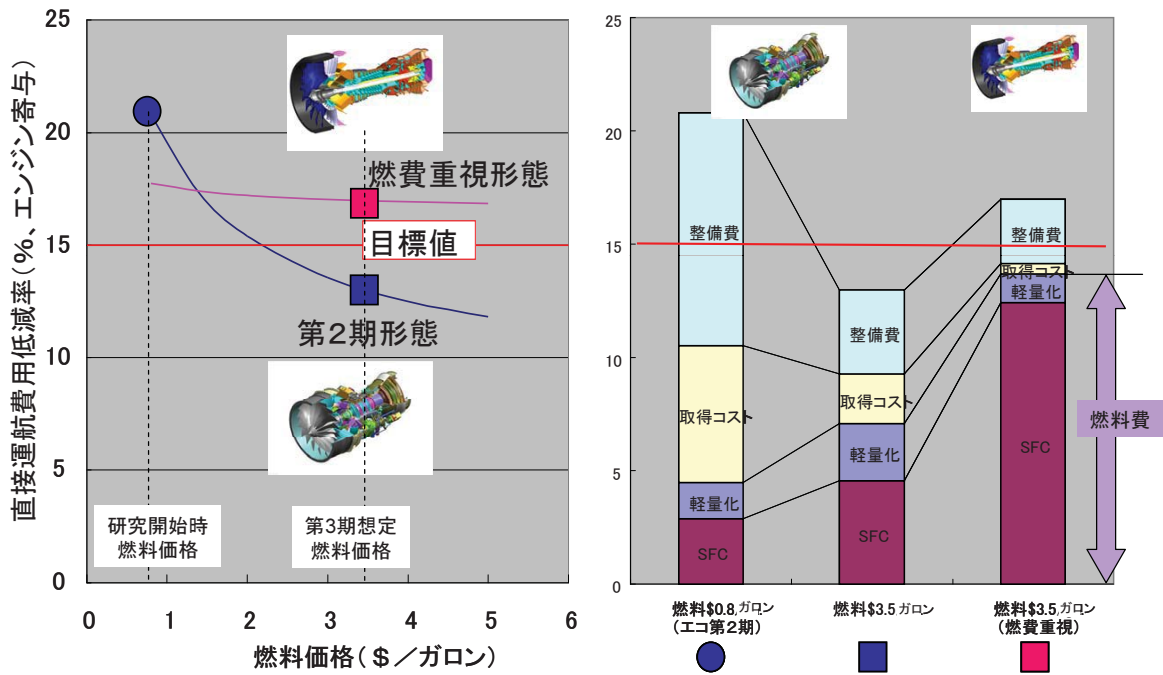 直接運航費用低減率(%、エンジン寄与)
25
20
15
10
5
0
燃費重視形態
目標値
第2期形態
研究開始時
燃料価格
第3期想定
燃料価格
0
1
2
3
4
5
6
燃料価格($/ガロン)
25
20
15
10
5
0
整備費
取得コスト
軽量化
SFC
整備費
取得コスト
軽量化
SFC
整備費
取得コスト
軽量化
SFC
燃料費
燃料$0.8/ガロン
(エコ第2期)
燃料$3.5/ガロン
燃料$3.5/ガロン
(燃費重視)